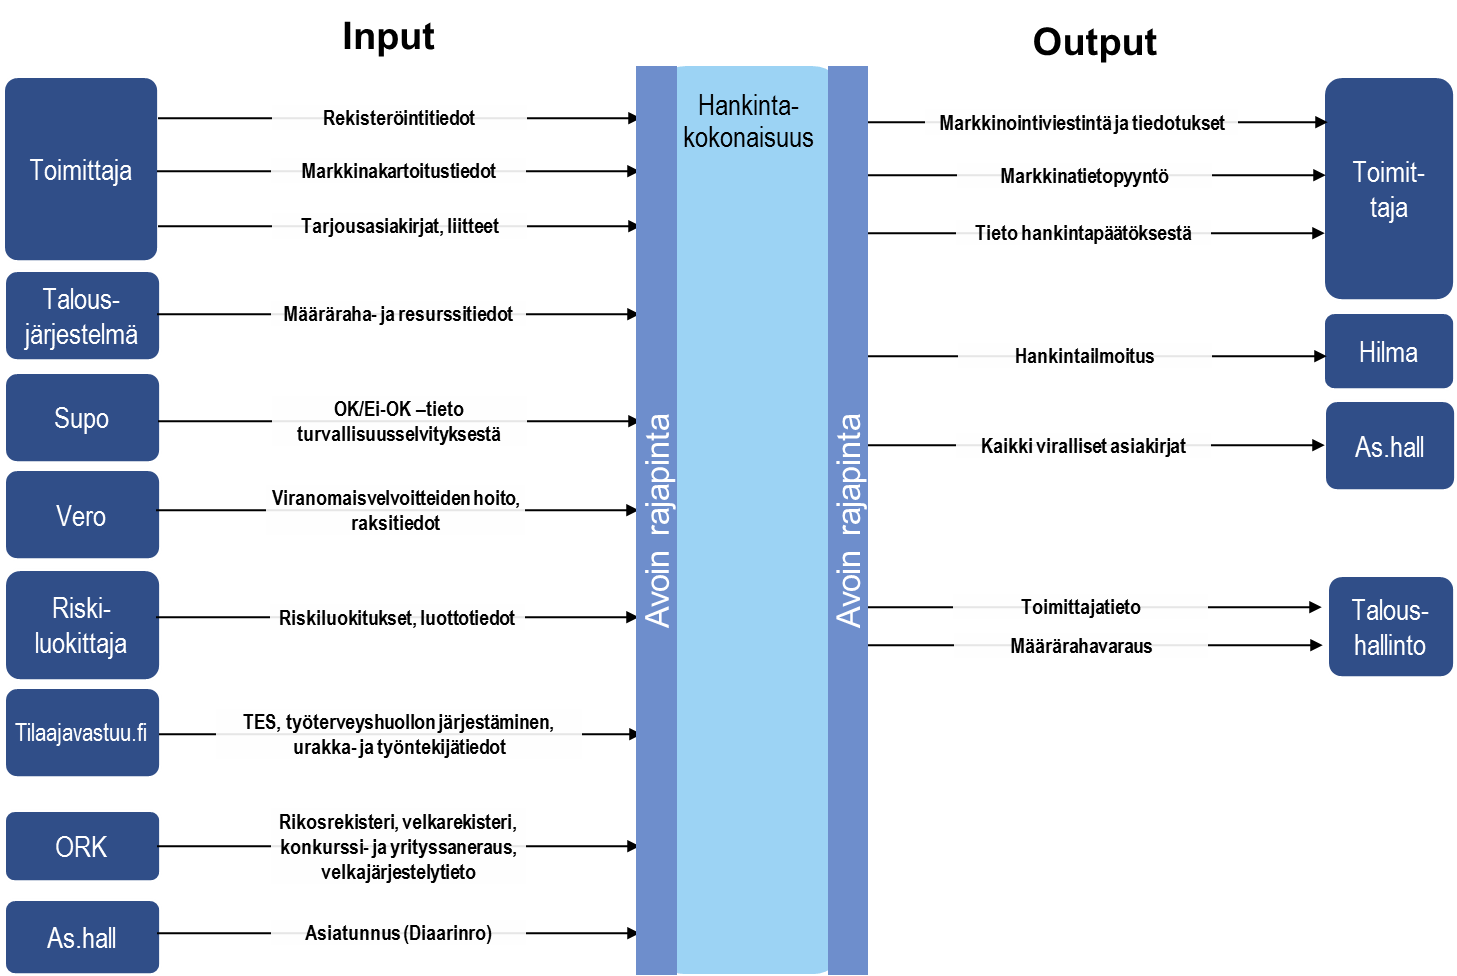 Input
Output
Toimittaja
Rekisteröintitiedot
Markkinakartoitustiedot
Tarjousasiakirjat, liitteet
Talous-
järjestelmä
Määräraha- ja resurssitiedot
Supo
OK/Ei-OK –tieto
turvallisuusselvityksestä
Vero
Viranomaisvelvoitteiden hoito,
raksitiedot
Riski-
luokittaja
Riskiluokitukset, luottotiedot
Tilaajavastuu.fi
TES, työterveyshuollon järjestäminen,
urakka- ja työntekijätiedot
ORK
Rikosrekisteri, velkarekisteri,
konkurssi- ja yrityssaneraus,
velkajärjestelytieto
As.hall
Asiatunnus (Diaarinro)
Avoin rajapinta
Hankinta-
kokonaisuus
Avoin rajapinta
Markkinointiviestintä ja tiedotukset
Markkinatietopyyntö
Tieto hankintapäätöksestä
Toimit-
taja
Hankintailmoitus
Hilma
Kaikki viralliset asiakirjat
As.hall
Toimittajatieto
Määrärahavaraus
Talous-
hallinto